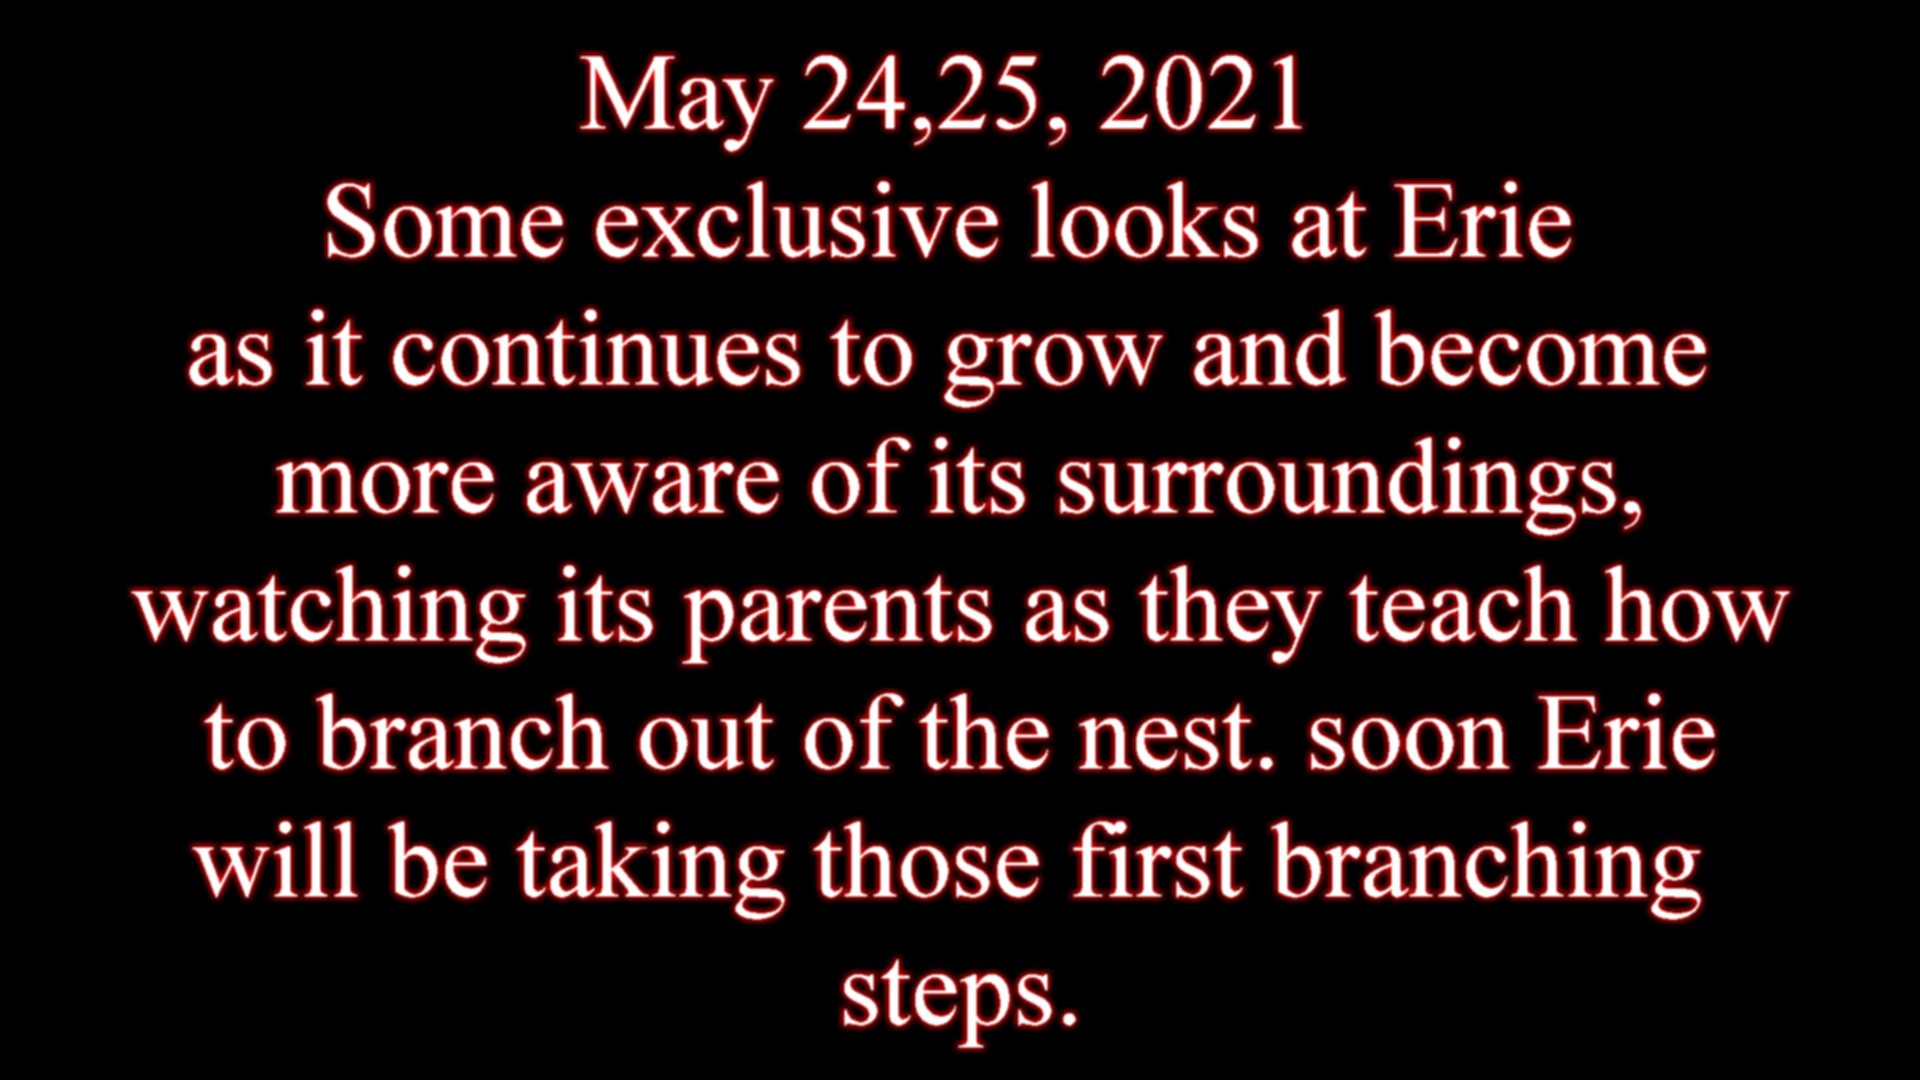 May 24,25, 2021
Some exclusive looks at Erie
as it continues to grow and become
more aware of its surroundings,
watching its parents as they teach how
to branch out of the nest. soon Erie
will be taking those first branching
steps.